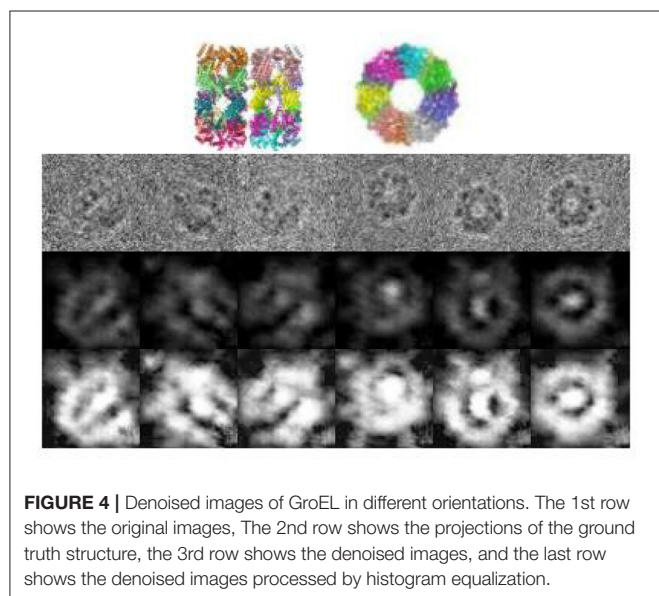 FIGURE 4 | Denoised images of GroEL in different orientations. The 1st row
shows the original images, The 2nd row shows the projections of the ground
truth structure, the 3rd row shows the denoised images, and the last row
shows the denoised images processed by histogram equalization.